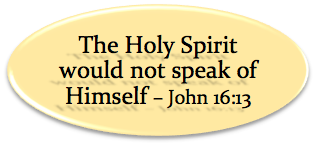 The Holy Spirit
would not speak of
Himself – John 16:13